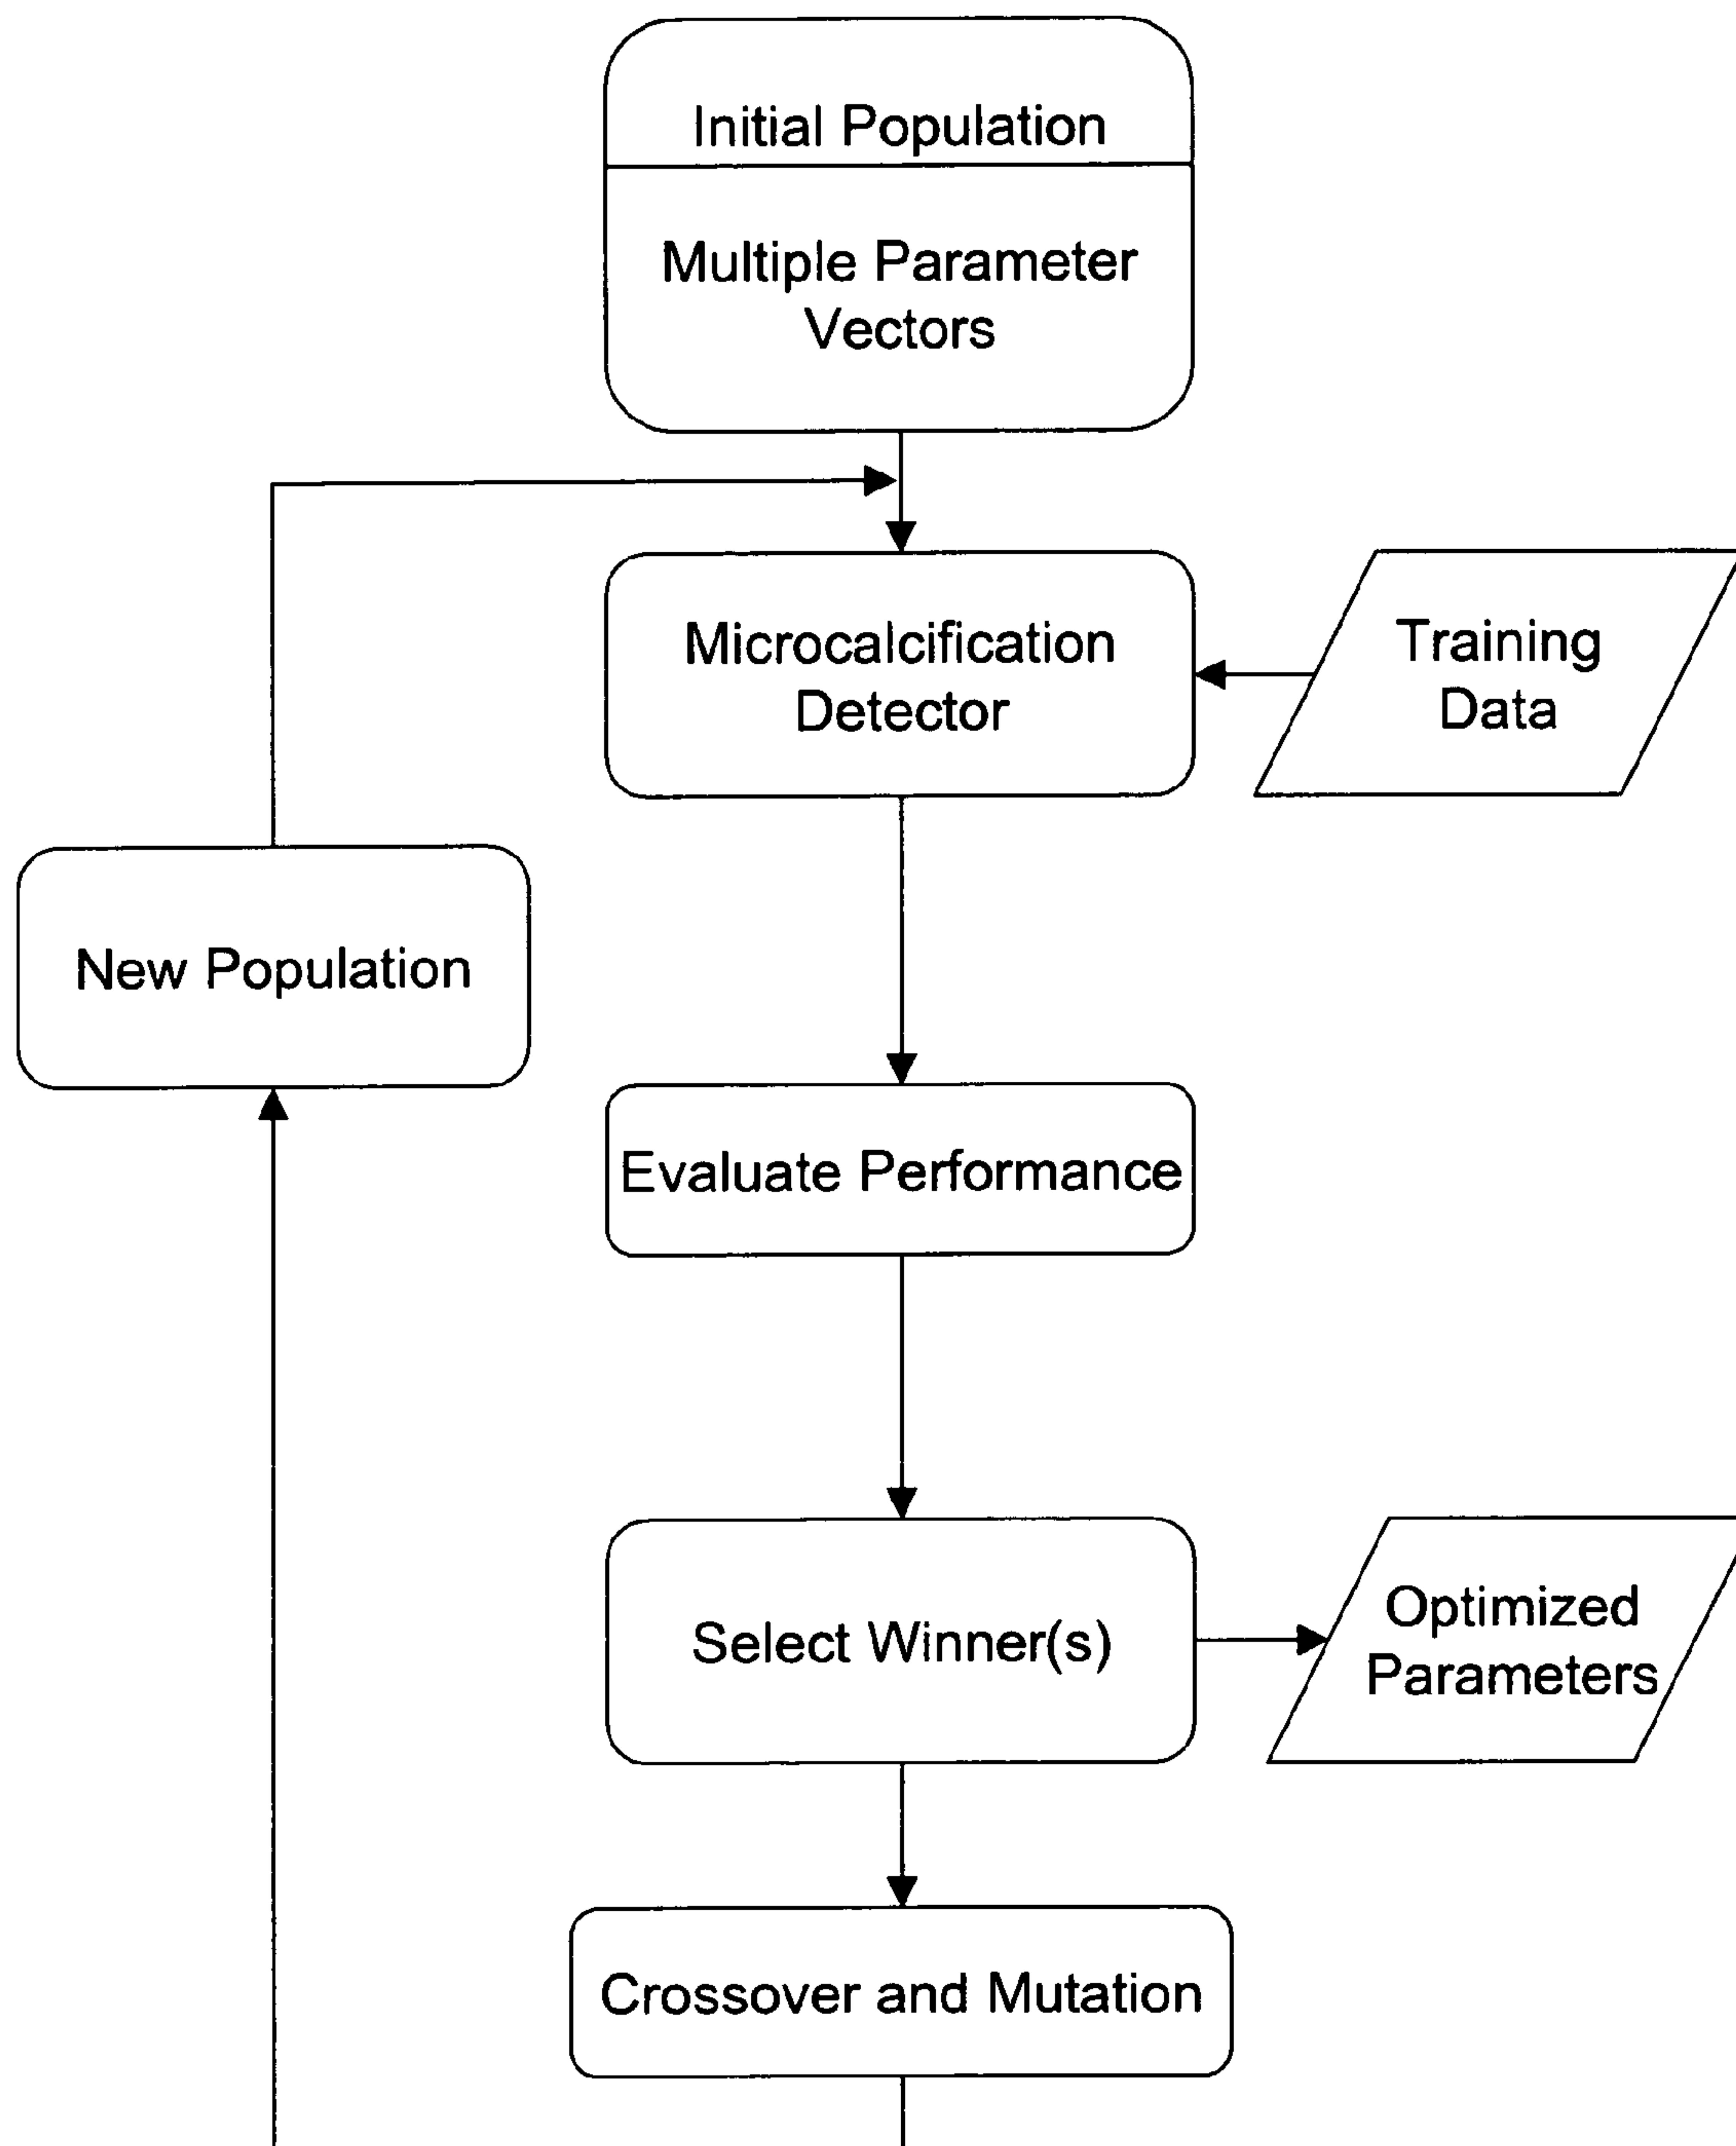 Initial Population
Multiple Parameter
Vectors
Microcalcification
Detector
Training
Data
New Population
Evaluate Performance
Select Winner(s)
Optimized
Parameters
Crossover and Mutation